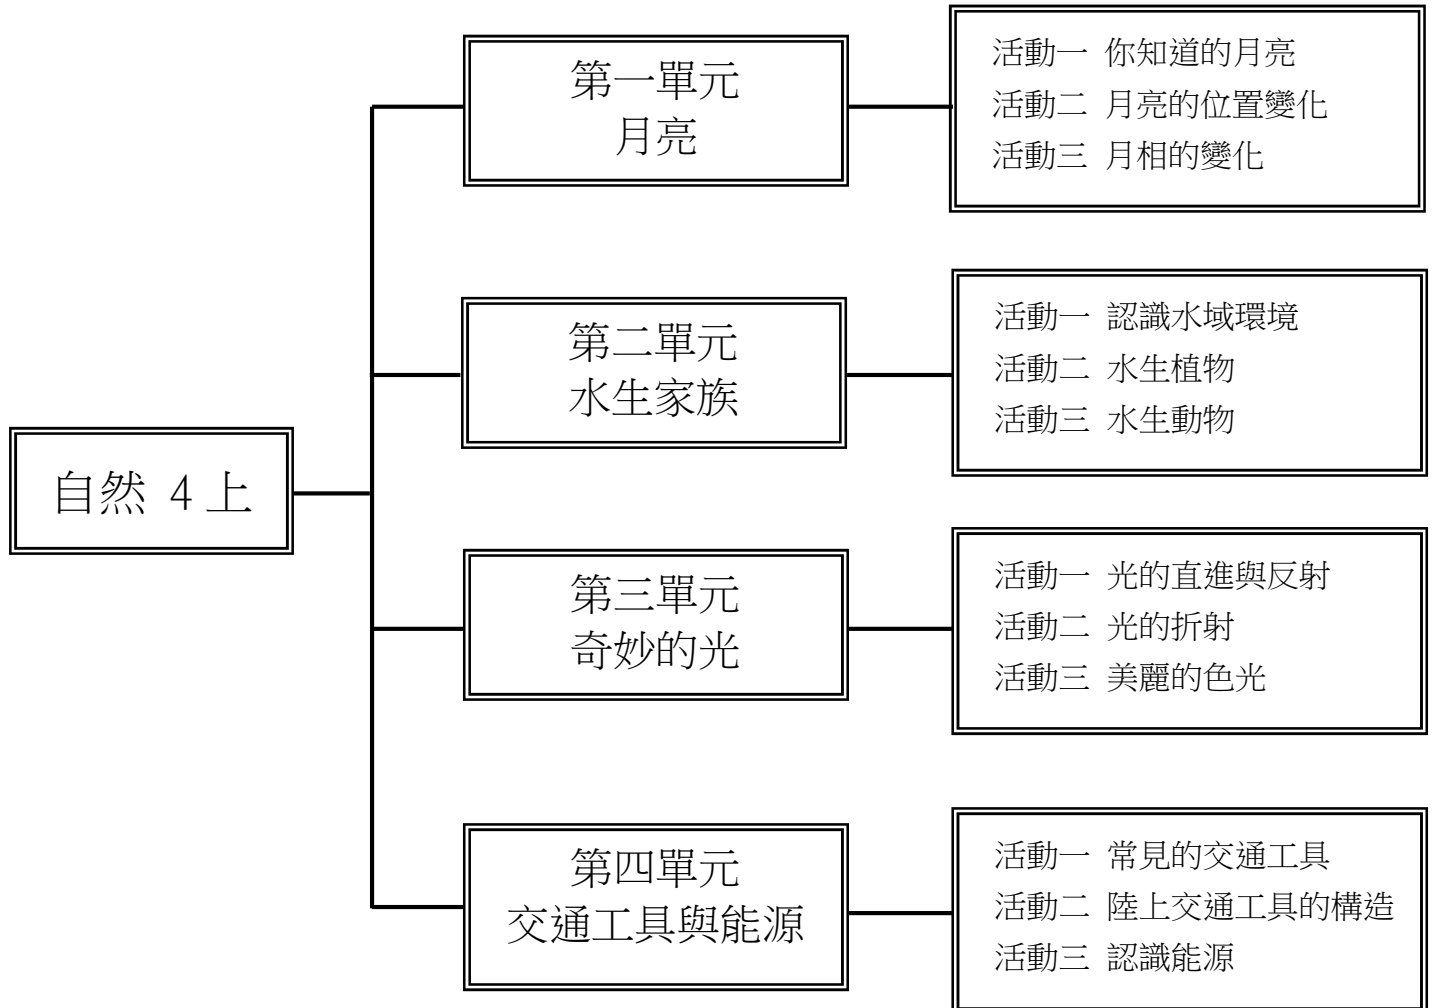 自然 4上
第一單元
月亮
活動一 你知道的月亮
活動二 月亮的位置變化
活動三 月相的變化
第二單元
水生家族
活動一 認識水域環境
活動二 水生植物
活動三 水生動物
第三單元
奇妙的光
活動一 光的直進與反射
活動二 光的折射
活動三 美麗的色光
第四單元
交通工具與能源
活動一 常見的交通工具
活動二 陸上交通工具的構造
活動三 認識能源